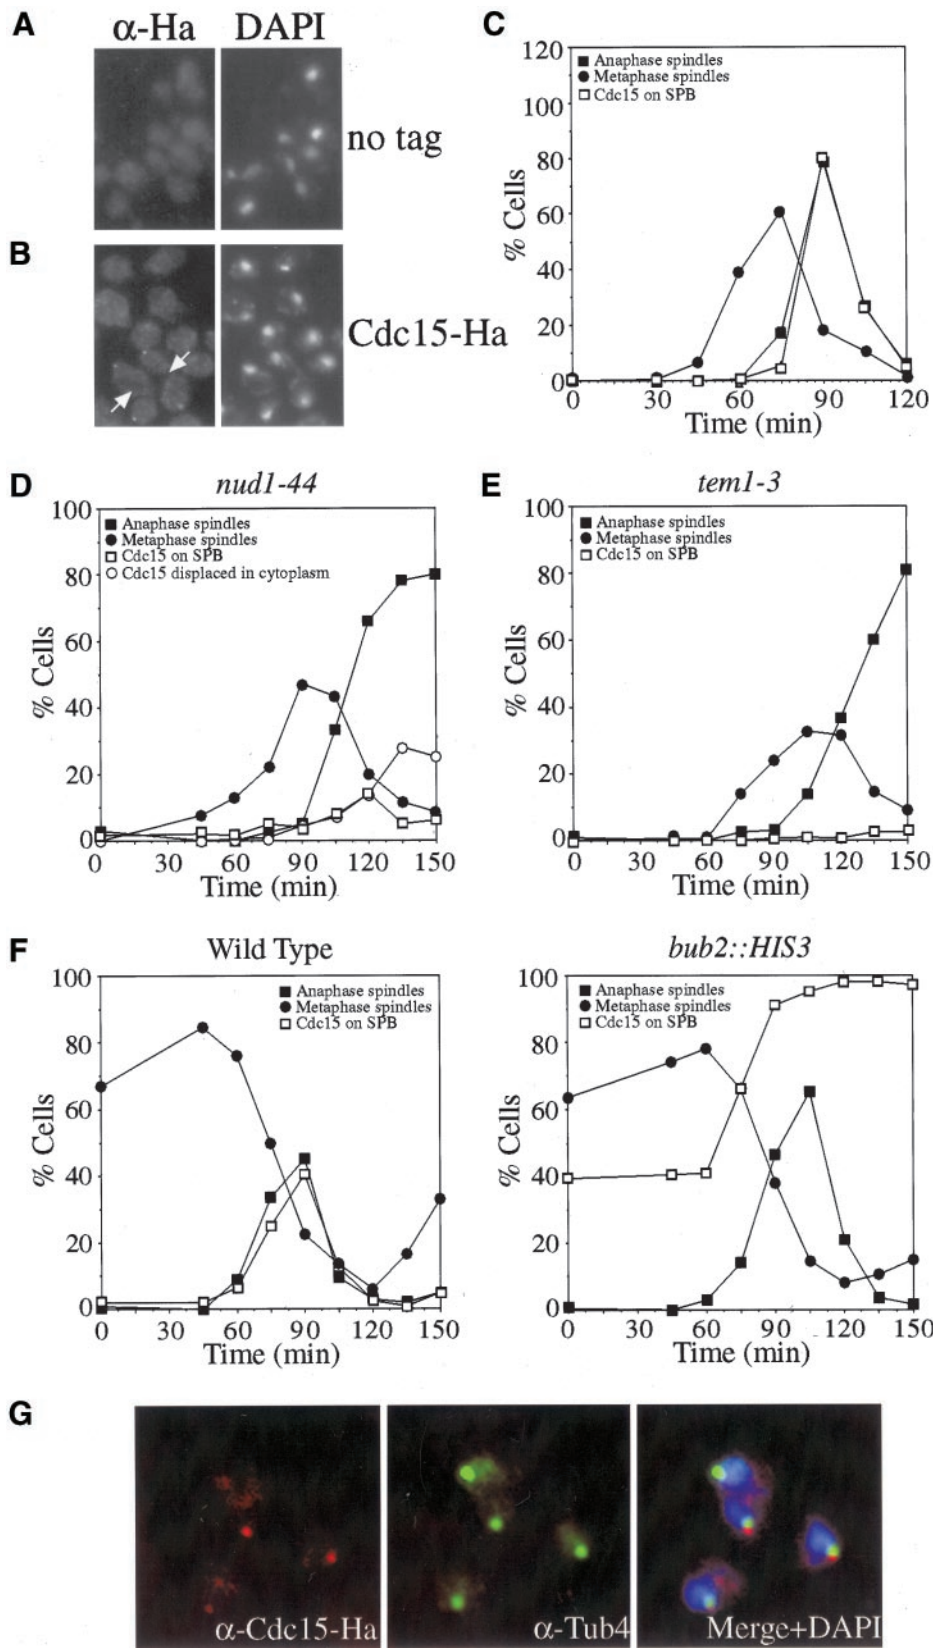 A
α-Ha
DAPI
no tag
B
Cdc15-Ha
C
120
100
80
60
40
20
0
% Cells
Anaphase spindles
Metaphase spindles
Cdc15 on SPB
0 30 60 90 120
Time (min)
D
nud1-44
100
80
60
40
20
0
% Cells
Anaphase spindles
Metaphase spindles
Cdc15 on SPB
Cdc15 displaced in cytoplasm
0 30 60 90 120 150
Time (min)
E
tem1-3
100
80
60
40
20
0
% Cells
Anaphase spindles
Metaphase spindles
Cdc15 on SPB
0 30 60 90 120 150
Time (min)
F
Wild Type
100
80
60
40
20
0
% Cells
Anaphase spindles
Metaphase spindles
Cdc15 on SPB
0 30 60 90 120 150
Time (min)
bub2::HIS3
100
80
60
40
20
0
% Cells
Anaphase spindles
Metaphase spindles
Cdc15 on SPB
0 30 60 90 120 150
Time (min)
G
α-Cdc15-Ha
α-Tub4
Merge+DAPI